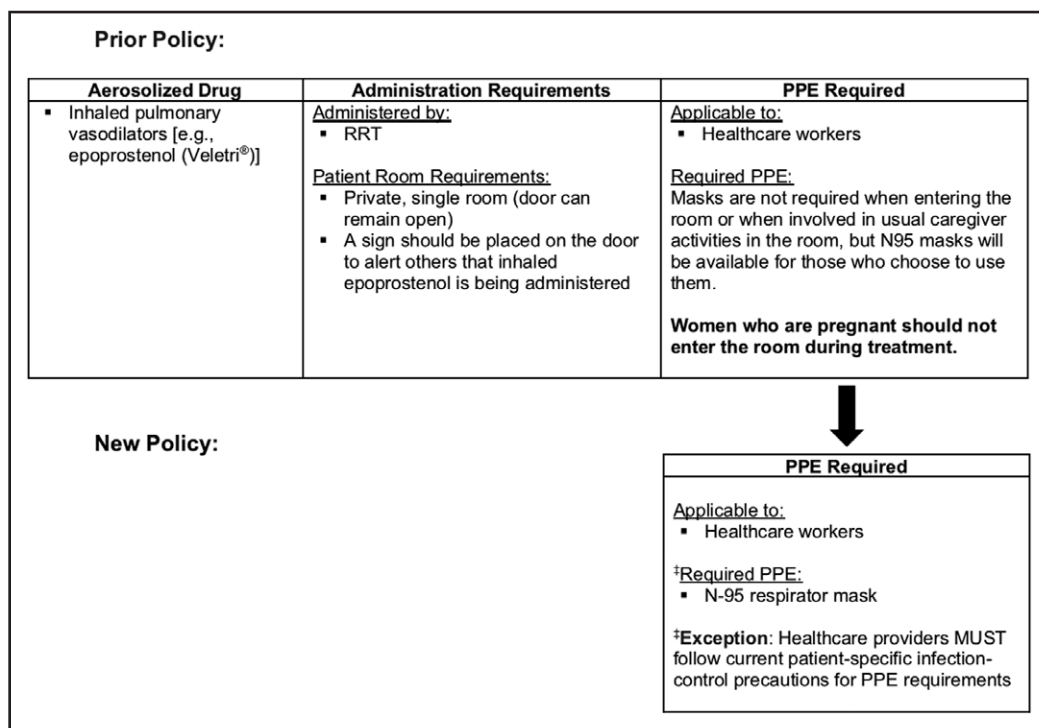 Prior Policy:
Aerosolized Drug
▪ Inhaled pulmonary
vasodilators [e.g.,
epoprostenol (Veletri®)]
Administration Requirements
Administered by:
▪ RRT
Patient Room Requirements:
▪ Private, single room (door can
remain open)
▪ A sign should be placed on the door
to alert others that inhaled
epoprostenol is being administered
PPE Required
Applicable to:
▪ Healthcare workers
Required PPE:
Masks are not required when entering the
room or when involved in usual caregiver
activities in the room, but N95 masks will
be available for those who choose to use
them.
Women who are pregnant should not
enter the room during treatment.
New Policy:
PPE Required
Applicable to:
▪ Healthcare workers
‡Required PPE:
▪ N-95 respirator mask
‡Exception: Healthcare providers MUST
follow current patient-specific infection-
control precautions for PPE requirements